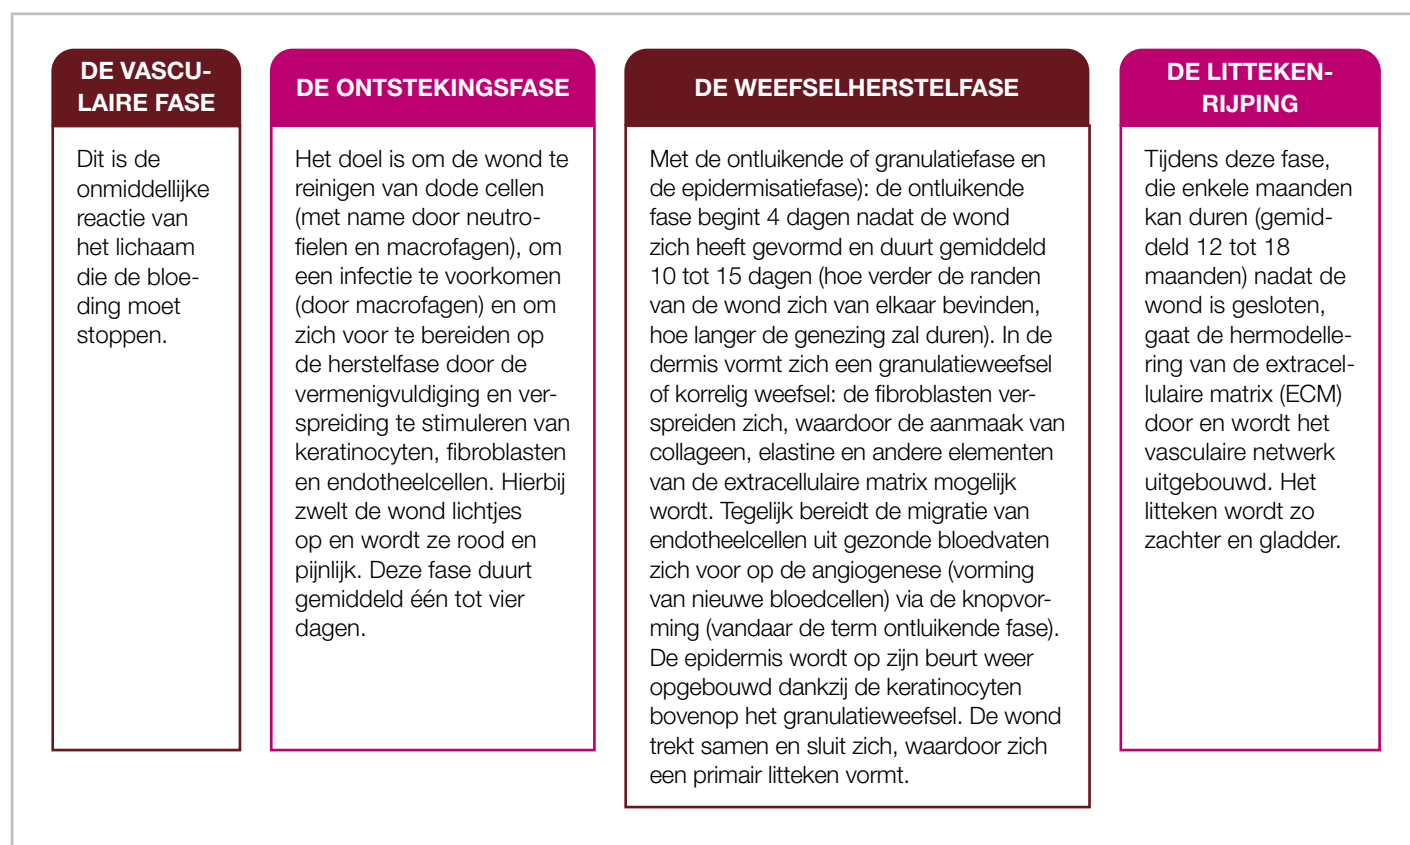 DE VASCU-
LAIRE FASE
Dit is de
onmiddellijke
reactie van
het lichaam
die de bloe-
ding moet
stoppen.
DE ONTSTEKINGSFASE
Het doel is om de wond te
reinigen van dode cellen
(met name door neutro-
fielen en macrofagen), om
een infectie te voorkomen
(door macrofagen) en om
zich voor te bereiden op
de herstelfase door de
vermenigvuldiging en ver-
spreiding te stimuleren van
keratinocyten, fibroblasten
en endotheelcellen. Hierbij
zwelt de wond lichtjes
op en wordt ze rood en
pijnlijk. Deze fase duurt
gemiddeld één tot vier
dagen.
DE WEEFSELHERSTELFASE
Met de ontluikende of granulatiefase en
de epidermisatiefase): de ontluikende
fase begint 4 dagen nadat de wond
zich heeft gevormd en duurt gemiddeld
10 tot 15 dagen (hoe verder de randen
van de wond zich van elkaar bevinden,
hoe langer de genezing zal duren). In de
dermis vormt zich een granulatieweefsel
of korrelig weefsel: de fibroblasten ver-
spreiden zich, waardoor de aanmaak van
collageen, elastine en andere elementen
van de extracellulaire matrix mogelijk
wordt. Tegelijk bereidt de migratie van
endotheelcellen uit gezonde bloedvaten
zich voor op de angiogenese (vorming
van nieuwe bloedcellen) via de knopvor-
ming (vandaar de term ontluikende fase).
De epidermis wordt op zijn beurt weer
opgebouwd dankzij de keratinocyten
bovenop het granulatieweefsel. De wond
trekt samen en sluit zich, waardoor zich
een primair litteken vormt.
DE LITTEKEN-
RIJPING
Tijdens deze fase,
die enkele maanden
kan duren (gemid-
deld 12 tot 18
maanden) nadat de
wond is gesloten,
gaat de hermodelle-
ring van de extracel-
lulaire matrix (ECM)
door en wordt het
vasculaire netwerk
uitgebouwd. Het
litteken wordt zo
zachter en gladder.